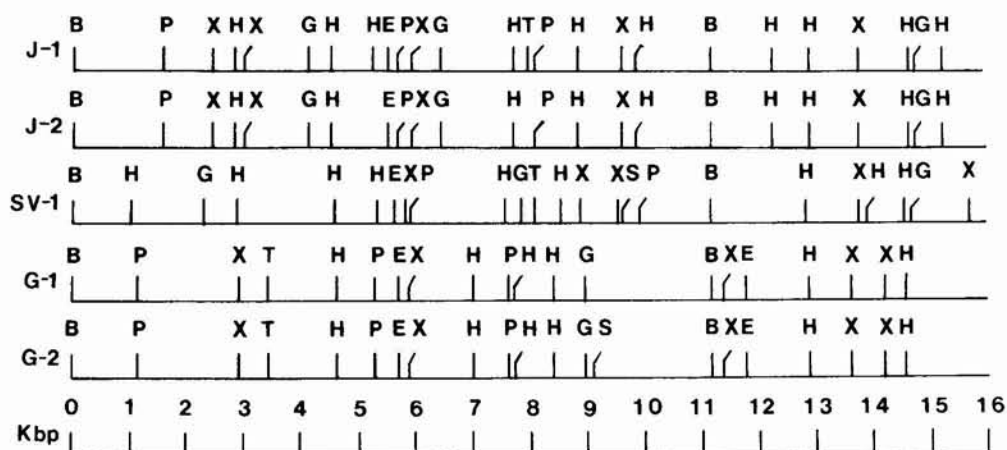 B P X H X G H H E P X G H T P H X H B H H X H G H
J-1
B P X H X G H E P X G H P H X H B H H X H G H
J-2
B H G H H H E X P H G T H X X S P B H X H H G X
SV-1
B P X T H P E X H P H H G B X E H X X H
G-1
B P X T H P E X H P H H G S B X E H X X H
G-2
0 1 2 3 4 5 6 7 8 9 10 11 12 13 14 15 16
Kbp